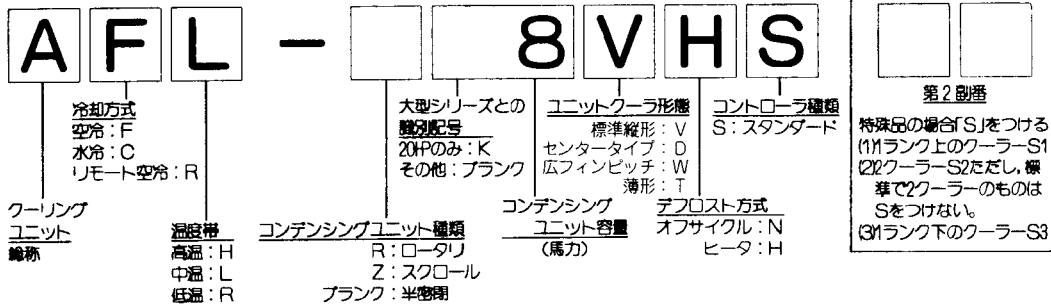 AFL-8VHS
冷却方式
空冷：F
水冷：C
リモート空冷：R
クーリング
ユニット
総称
温度帯
高温：H
中温：L
低温：R
コンデンシングユニット種類
R：ロータリ
Z：スクロール
ブランク：半密閉
大型シリーズとの
識別記号
20HPのみ：K
その他：ブランク
コンデンシング
ユニット容量
(馬力)
ユニットクーラ形態
標準縦形：V
センタータイプ：D
広フィンピッチ：W
薄形：T
デフロスト方式
オフサイクル：N
ヒータ：H
コントローラ種類
S：スタンダード
第2副番
特殊品の場合「S」をつける
(1)1ランク上のクーラーS1
(2)2クーラーS2ただし,標
準で2クーラーのものは
Sをつけない。
(3)1ランク下のクーラーS3